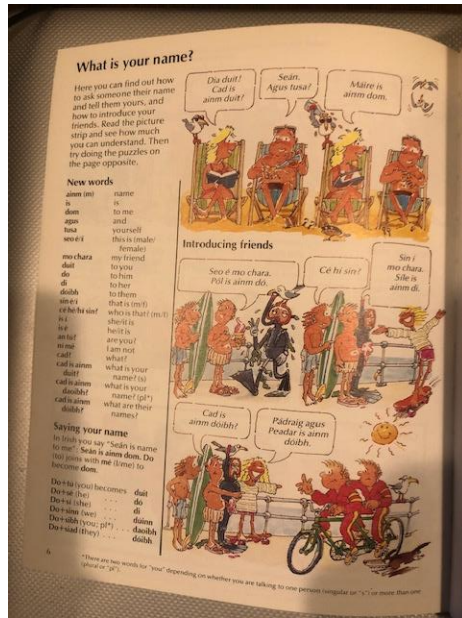 What is your name?
Here you can find out how
to ask someone their name
and tell them yours, and
how to introduce your
friends. Read the picture
strip and see how much
you can understand. Then
try doing the puzzles on
the page opposite.
New words
ainm (m) name
is is
dom to me
agus and
tusa yourself
seo é/í this is (male/
female)
mo chara my friend
duit to you
do to him
di to her
dóibh to them
sin é/í that is (m/f)
cé hé/hí sin? who is that? (m/f)
is í she/it is
is é he/it is
an tú? are you?
ní mé I am not
cad? what?
cad is ainm what is your
duit? name? (s)
cad is ainm what is your
daoibh? name? (pl*)
cad is ainm what are their
dóibh? names?
Saying your name
In Irish you say "Seán is name
to me": Seán is ainm dom. Do
(to) joins with mé (I/me) to
become dom.
Do+tú (you) becomes duit
Do+sé (he) . . . dó
Do+sí (she) . . . di
Do+sinn (we) . . . dúinn
Do+sibh (you; pl*) . . . daoibh
Do+siad (they) . . . dóibh
Dia duit!
Cad is
ainm duit?
Seán.
Agus tusa?
Máire is
ainm dom.
Introducing friends
Seo é mo chara.
Pól is ainm dó.
Cé hí sin?
Sin í
mo chara.
Síle is
ainm di.
Cad is
ainm dóibh?
Pádraig agus
Peadar is ainm
dóibh.
6
*There are two words for "you" depending on whether you are talking to one person (singular or "s") or more than one
(plural or "pl").